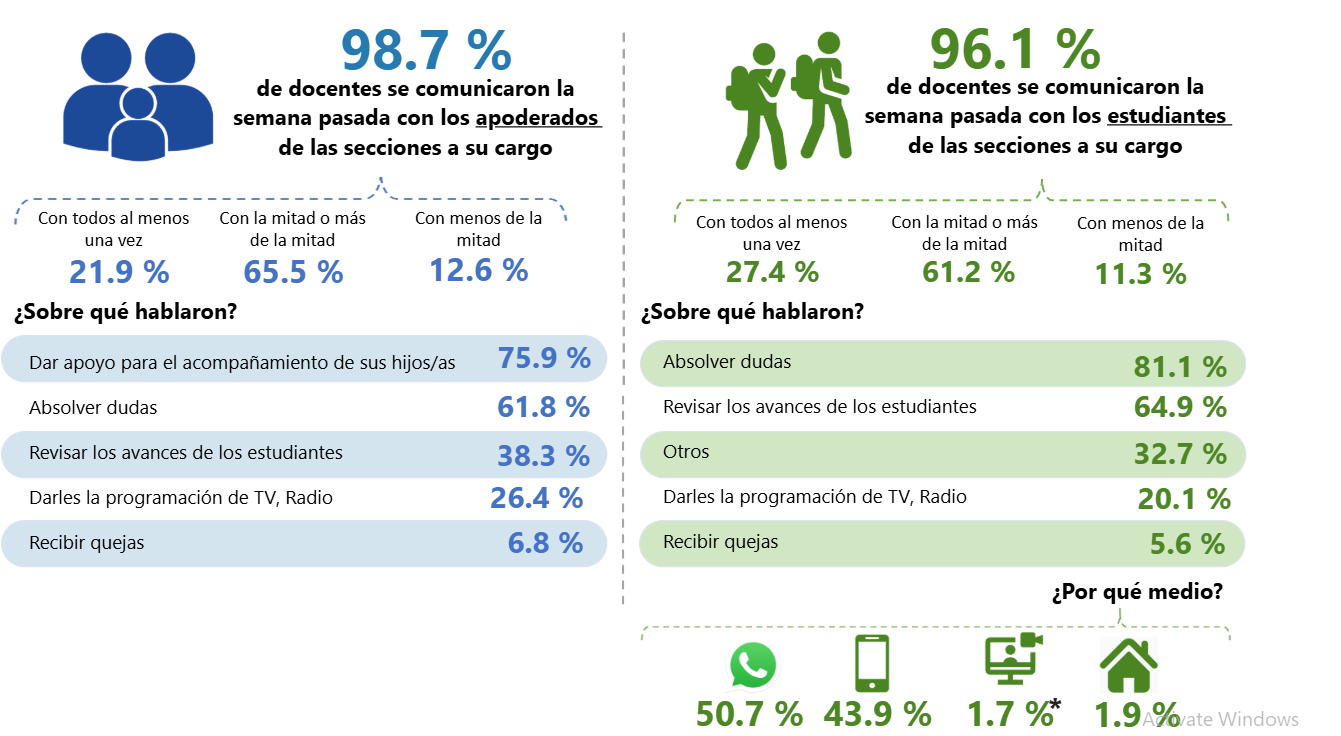 98.7 %
de docentes se comunicaron la
semana pasada con los apoderados
de las secciones a su cargo
Con todos al menos
una vez
21.9 %
Con la mitad o más
de la mitad
65.5 %
Con menos de la
mitad
12.6 %
¿Sobre qué hablaron?
Dar apoyo para el acompañamiento de sus hijos/as 75.9 %
Absolver dudas 61.8 %
Revisar los avances de los estudiantes 38.3 %
Darles la programación de TV, Radio 26.4 %
Recibir quejas 6.8 %
96.1 %
de docentes se comunicaron la
semana pasada con los estudiantes
de las secciones a su cargo
Con todos al menos
una vez
27.4 %
Con la mitad o más
de la mitad
61.2 %
Con menos de la
mitad
11.3 %
¿Sobre qué hablaron?
Absolver dudas 81.1 %
Revisar los avances de los estudiantes 64.9 %
Otros 32.7 %
Darles la programación de TV, Radio 20.1 %
Recibir quejas 5.6 %
¿Por qué medio?
50.7 % 43.9 % 1.7 %* 1.9 %
Activate Windows